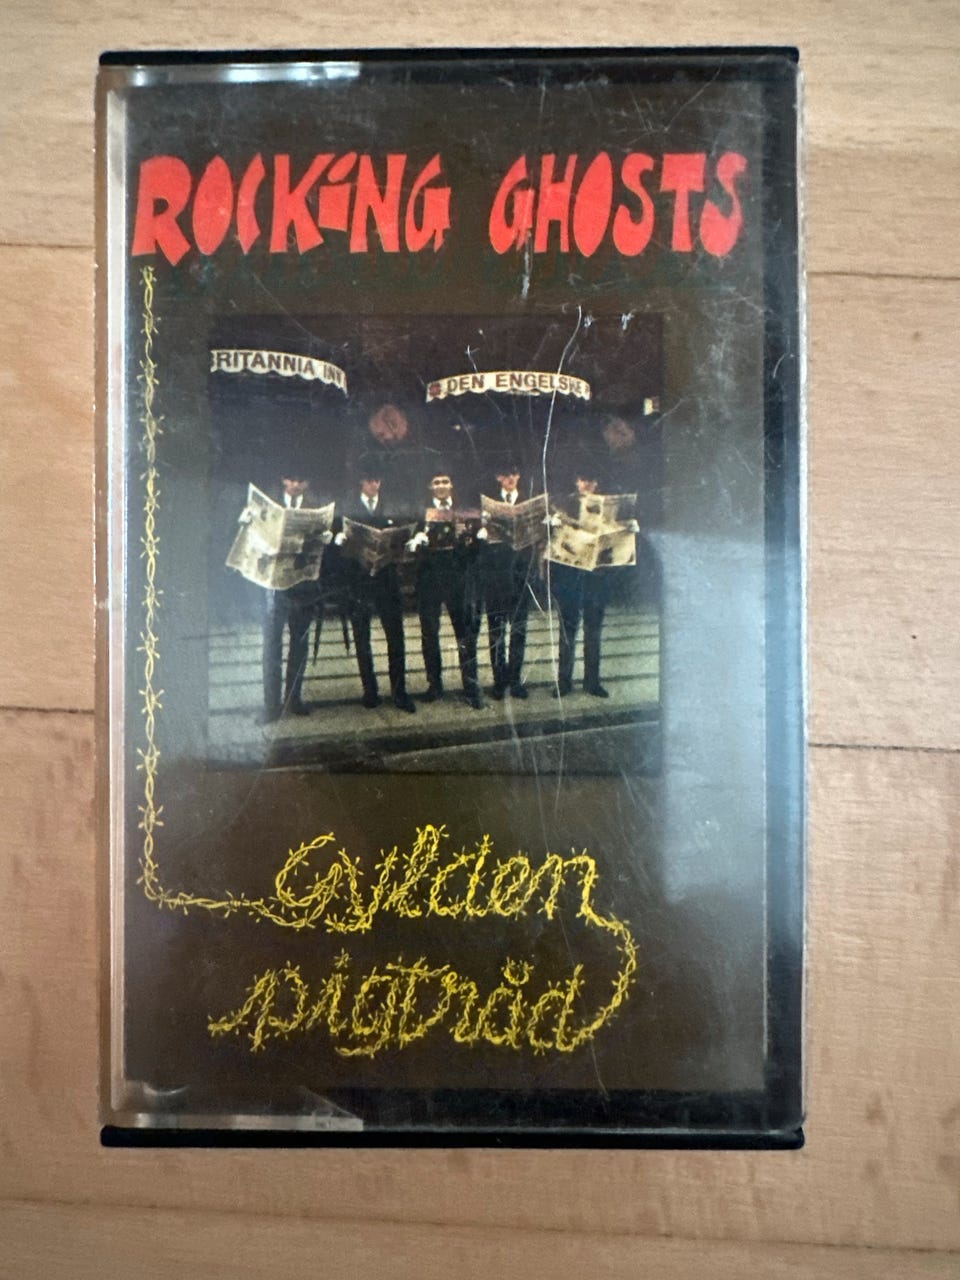 ROCKiNG GHOSTS
BRITANNIA INN
DEN ENGELSKE
Gylden
pigtråd